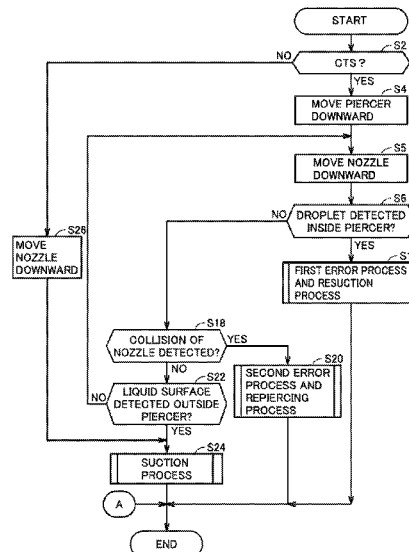 START
S2
NO
CTS ?
YES
S4
MOVE PIERCER
DOWNWARD
S5
MOVE NOZZLE
DOWNWARD
S6
NO
DROPLET DETECTED
INSIDE PIERCER?
YES
S26
MOVE
NOZZLE
DOWNWARD
FIRST ERROR PROCESS
AND RESUCTION
PROCESS
S18
COLLISION OF
NOZZLE DETECTED?
YES
NO
S20
SECOND ERROR
PROCESS AND
REPIERCING
PROCESS
S22
NO
LIQUID SURFACE
DETECTED OUTSIDE
PIERCER?
YES
S24
SUCTION
PROCESS
A
END